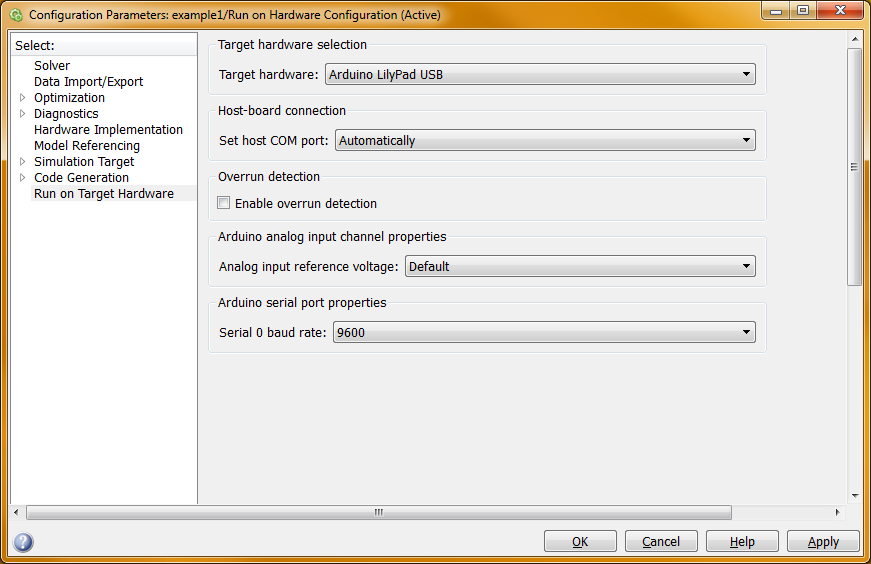 Configuration Parameters: example1/Run on Hardware Configuration (Active)
Select:
Solver
Data Import/Export
Optimization
Diagnostics
Hardware Implementation
Model Referencing
Simulation Target
Code Generation
Run on Target Hardware
Target hardware selection
Target hardware: Arduino LilyPad USB
Host-board connection
Set host COM port: Automatically
Overrun detection
Enable overrun detection
Arduino analog input channel properties
Analog input reference voltage: Default
Arduino serial port properties
Serial 0 baud rate: 9600
OK Cancel Help Apply